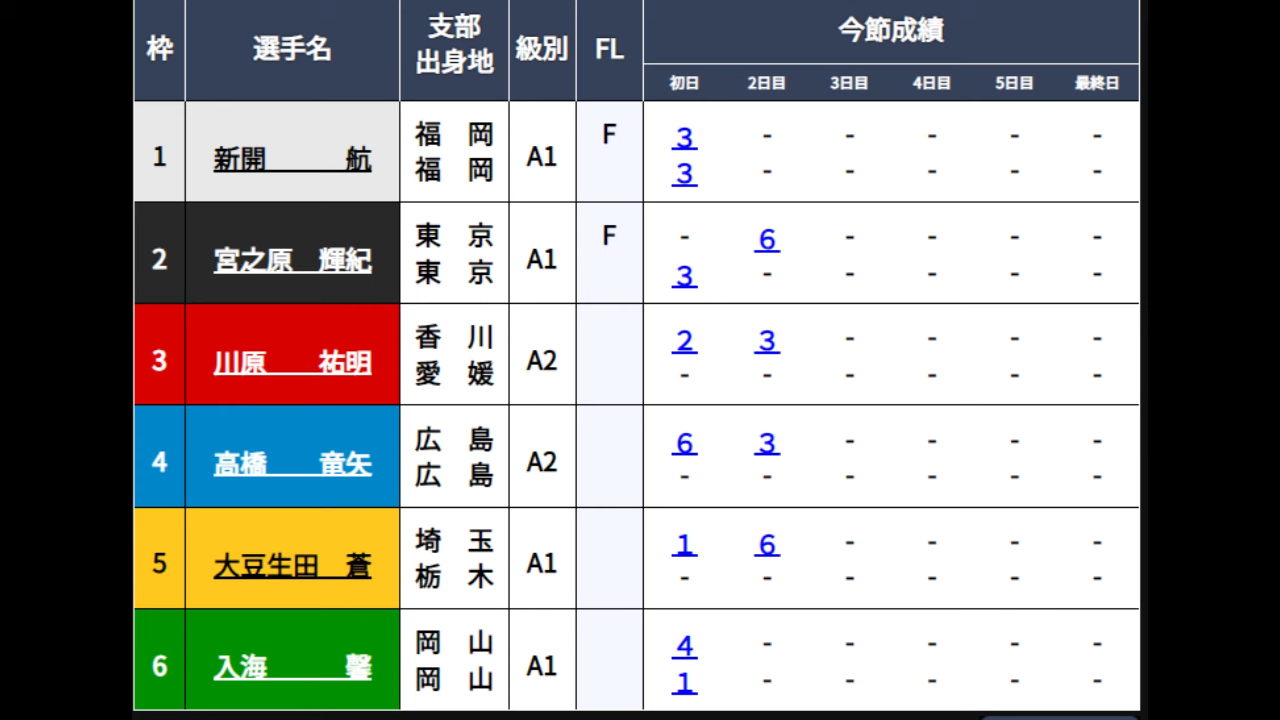 枠 選手名 支部 出身地 級別 FL 今節成績
初日 2日目 3日目 4日目 5日目 最終日
1 新開 航 福岡 A1 F 3 - - - - -
福岡 3 - - - - -
2 宮之原 輝紀 東京 A1 F - 6 - - - -
東京 3 - - - - -
3 川原 祐明 香川 A2 2 3 - - - -
愛媛 - - - - - -
4 高橋 竜矢 広島 A2 6 3 - - - -
広島 - - - - - -
5 大豆生田 蒼 埼玉 A1 1 6 - - - -
栃木 - - - - - -
6 入海 馨 岡山 A1 4 - - - - -
岡山 1 - - - - -